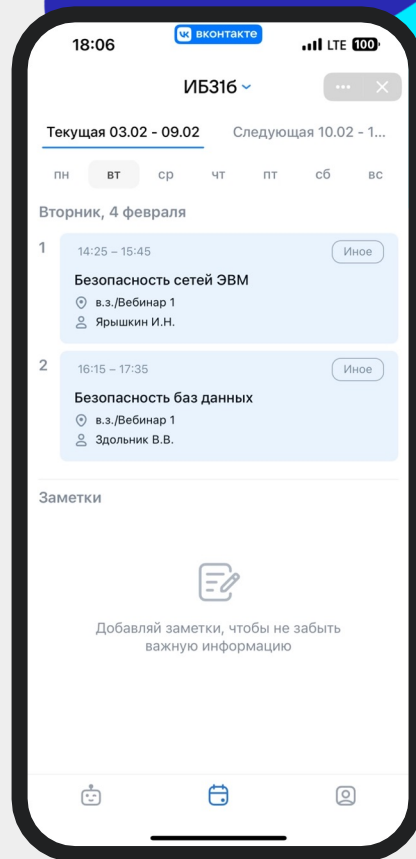 18:06
вконтакте
LTE 100
ИБ31б
Текущая 03.02 - 09.02 Следующая 10.02 - 1...
пн вт ср чт пт сб вс
Вторник, 4 февраля
1 14:25 – 15:45 Иное
Безопасность сетей ЭВМ
в.з./Вебинар 1
Ярышкин И.Н.
2 16:15 – 17:35 Иное
Безопасность баз данных
в.з./Вебинар 1
Здольник В.В.
Заметки
Добавляй заметки, чтобы не забыть
важную информацию